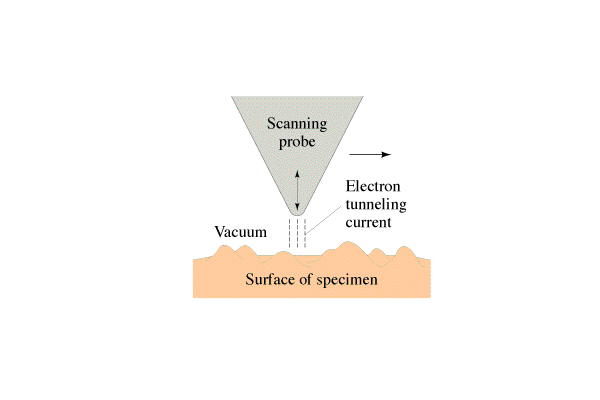 Scanning
probe
Electron
tunneling
current
Vacuum
Surface of specimen